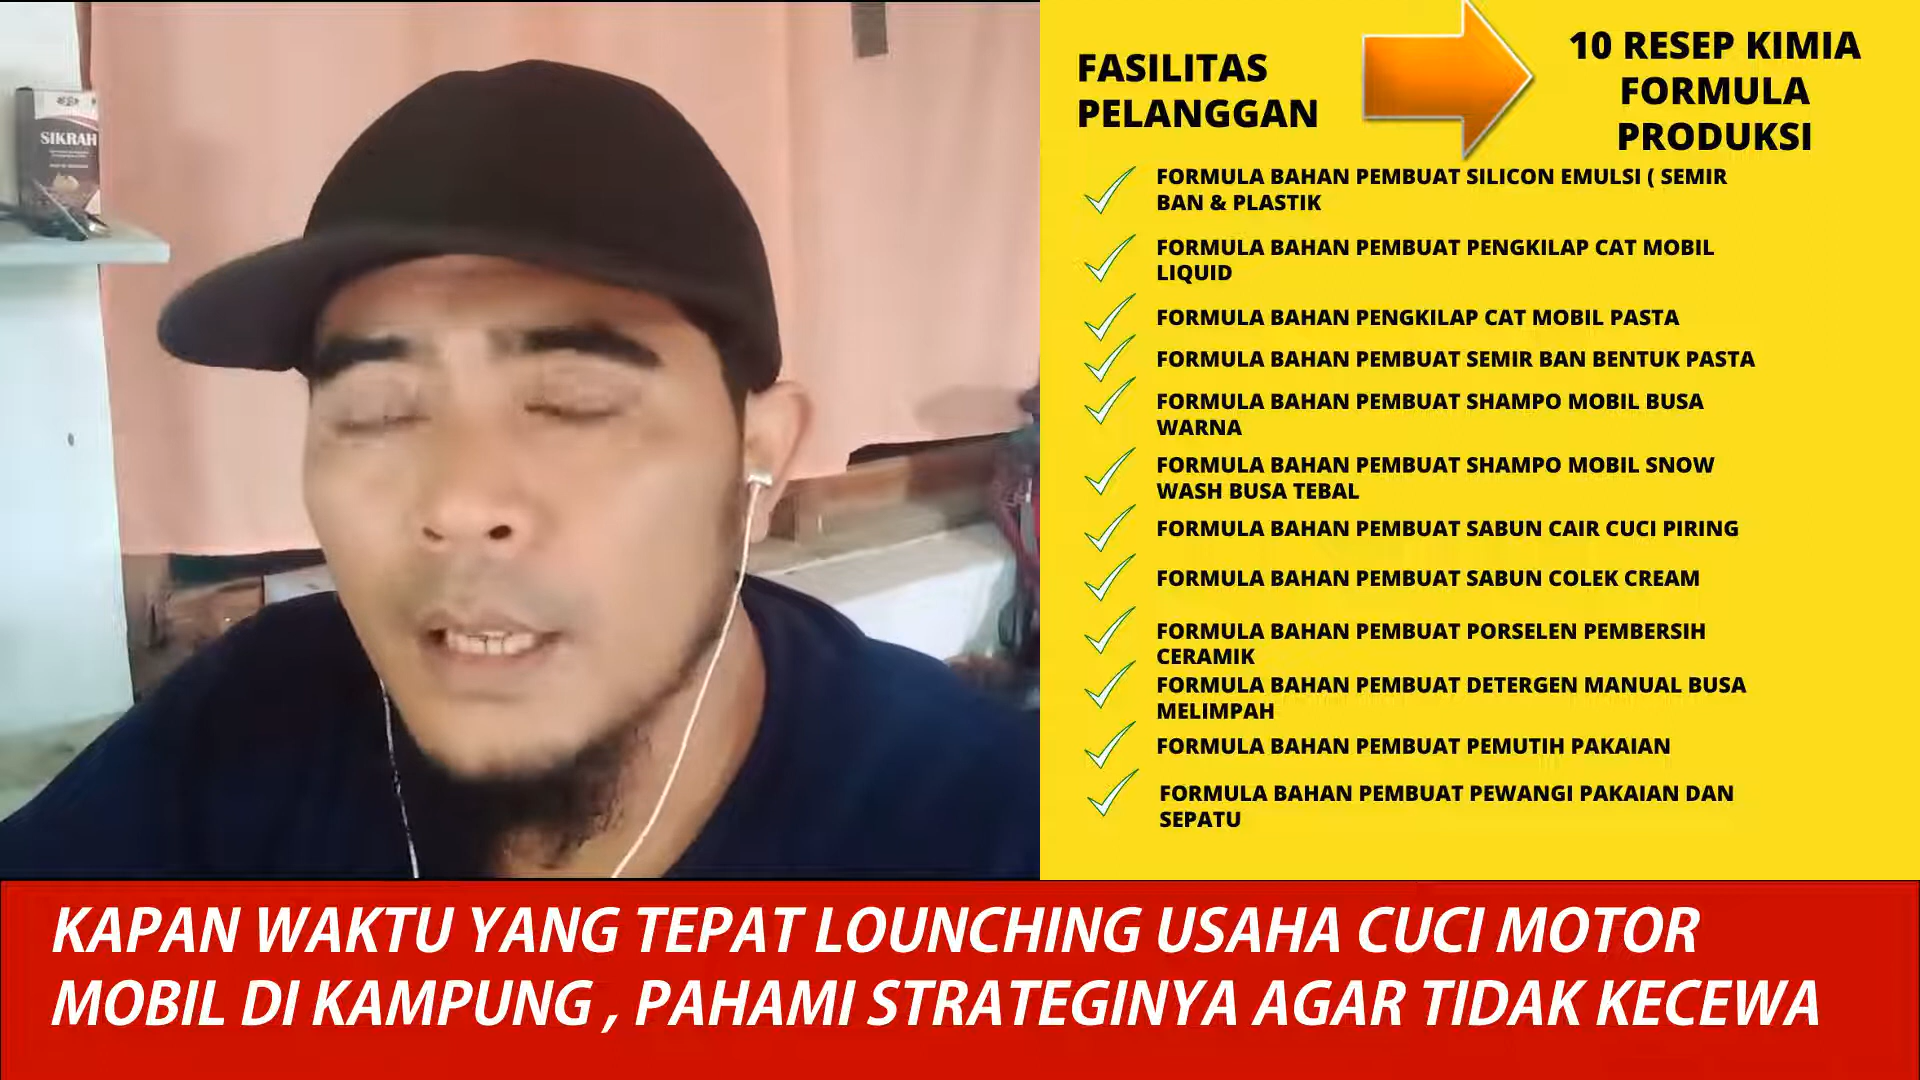 SIKRAH
FASILITAS
PELANGGAN
10 RESEP KIMIA
FORMULA
PRODUKSI
FORMULA BAHAN PEMBUAT SILICON EMULSI ( SEMIR
BAN & PLASTIK
FORMULA BAHAN PEMBUAT PENGKILAP CAT MOBIL
LIQUID
FORMULA BAHAN PENGKILAP CAT MOBIL PASTA
FORMULA BAHAN PEMBUAT SEMIR BAN BENTUK PASTA
FORMULA BAHAN PEMBUAT SHAMPO MOBIL BUSA
WARNA
FORMULA BAHAN PEMBUAT SHAMPO MOBIL SNOW
WASH BUSA TEBAL
FORMULA BAHAN PEMBUAT SABUN CAIR CUCI PIRING
FORMULA BAHAN PEMBUAT SABUN COLEK CREAM
FORMULA BAHAN PEMBUAT PORSELEN PEMBERSIH
CERAMIK
FORMULA BAHAN PEMBUAT DETERGEN MANUAL BUSA
MELIMPAH
FORMULA BAHAN PEMBUAT PEMUTIH PAKAIAN
FORMULA BAHAN PEMBUAT PEWANGI PAKAIAN DAN
SEPATU
KAPAN WAKTU YANG TEPAT LOUNCHING USAHA CUCI MOTOR
MOBIL DI KAMPUNG , PAHAMI STRATEGINYA AGAR TIDAK KECEWA